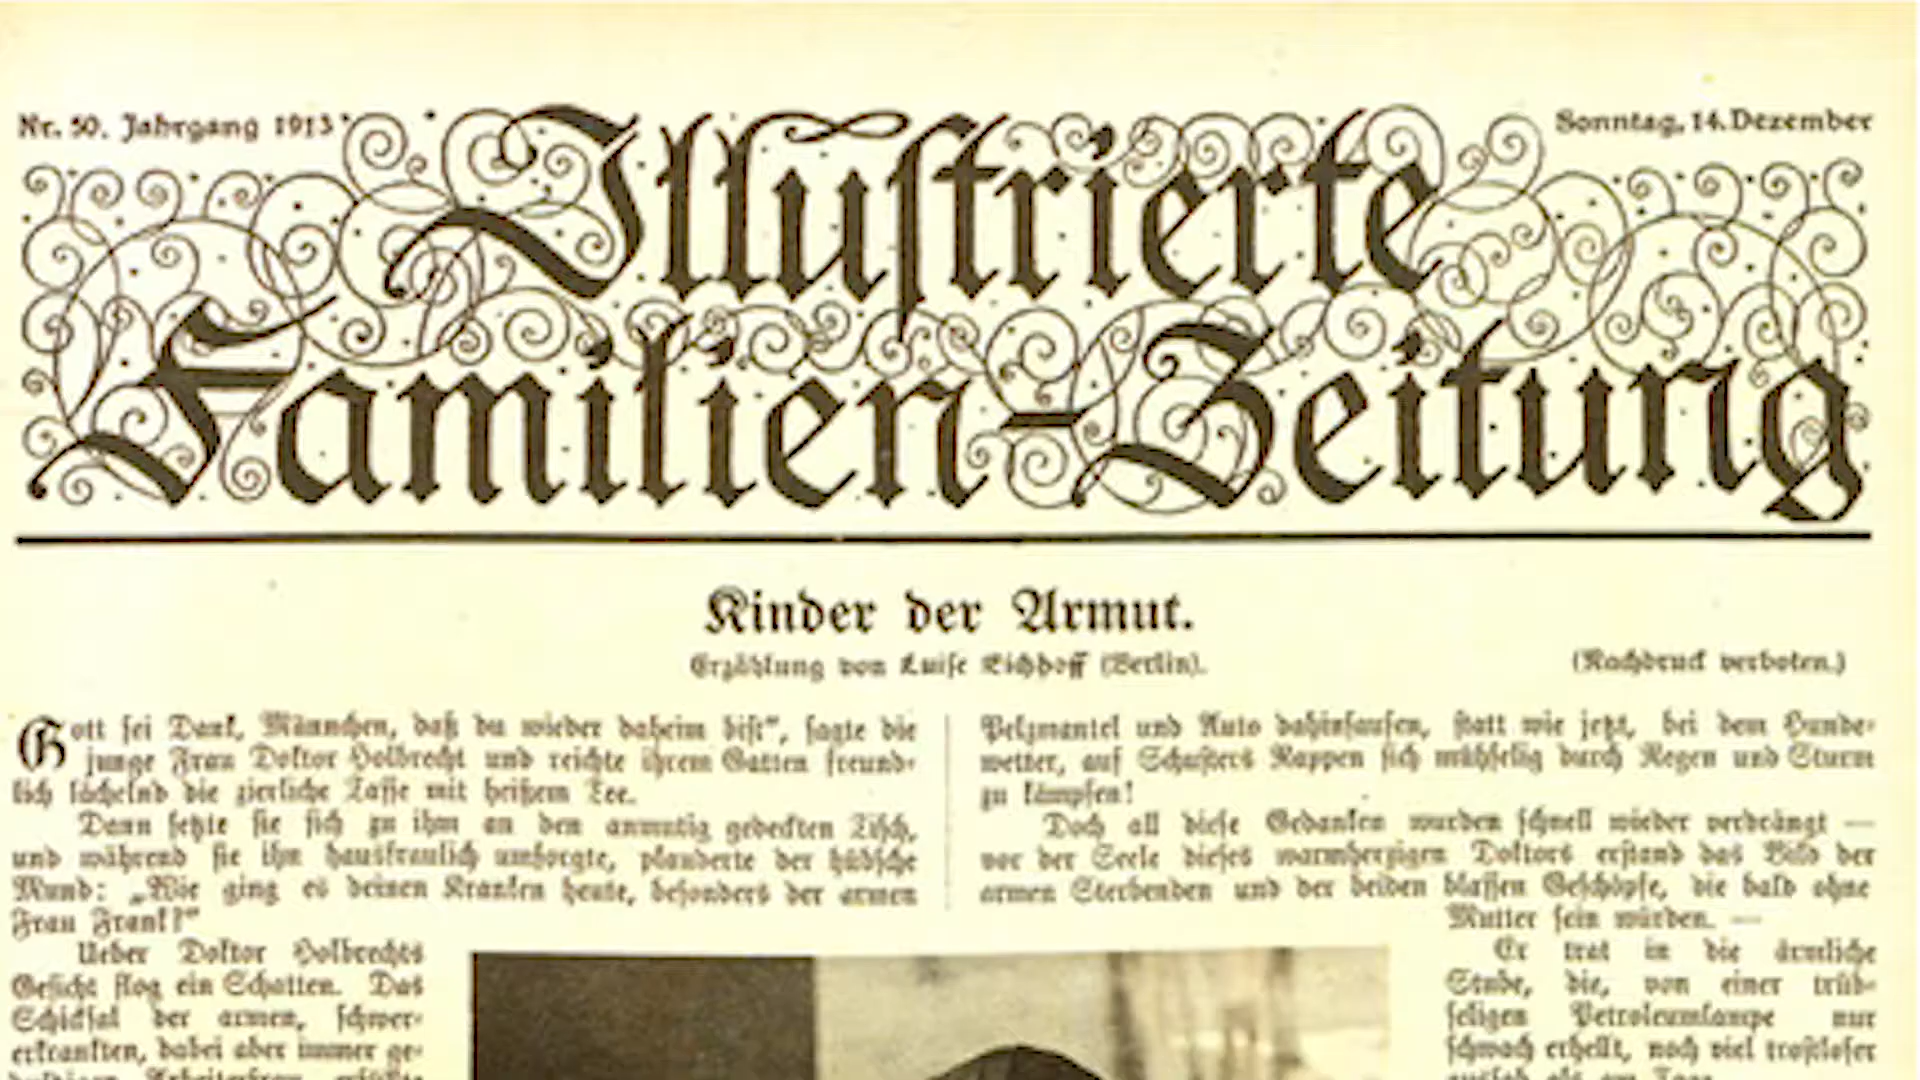 Nr. 50. Jahrgang 1913
Sonntag, 14. Dezember
Illustrierte
Familien-Zeitung
Kinder der Armut.
Erzählung von Luise Eichhoff (Berlin).
(Nachdruck verboten.)
Gott sei Dank, Männchen, daß du wieder daheim bist", sagte die
junge Frau Doktor Holbrecht und reichte ihrem Gatten freund-
lich lächelnd die zierliche Tasse mit heißem Tee.
Dann setzte sie sich zu ihm an den anmutig gedeckten Tisch,
und während sie ihn hausfraulich umsorgte, plauderte der hübsche
Mund: „Wie ging es deinen Kranken heute, besonders der armen
Frau Frank?"
Ueber Doktor Holbrechts
Gesicht flog ein Schatten. Das
Schicksal der armen, schwer-
erkrankten, dabei aber immer ge-
duldigen Arbeiterfrau
Pelzmantel und Auto dahinsausen, statt wie jetzt, bei dem Hunde-
wetter, auf Schusters Rappen sich mühselig durch Regen und Sturm
zu kämpfen!
Doch all diese Gedanken wurden schnell wieder verdrängt —
vor der Seele dieses warmherzigen Doktors erstand das Bild der
armen Sterbenden und der beiden blassen Geschöpfe, die bald ohne
Mutter sein würden. —
Er trat in die ärmliche
Stube, die, von einer trüb-
seligen Petroleumlampe nur
schwach erhellt, noch viel trostloser
aussah als am Tage